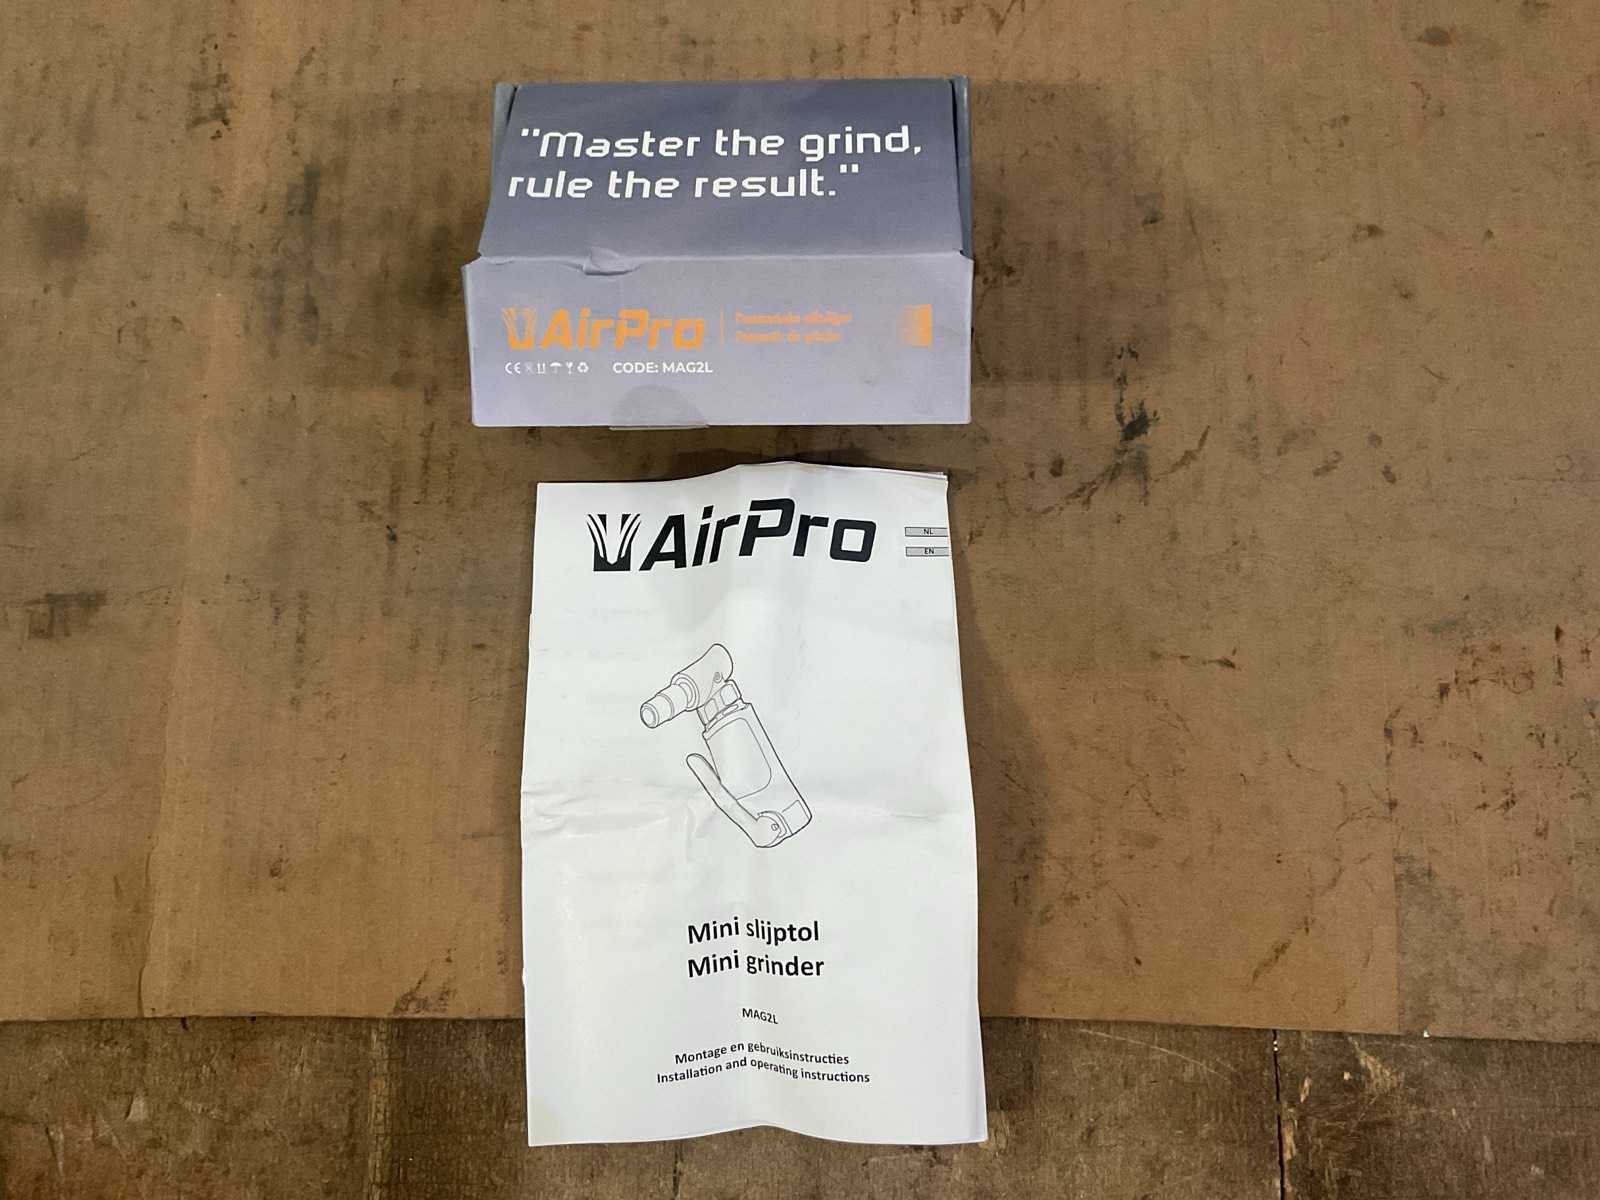 "Master the grind,
rule the result."
AirPro
CE
CODE: MAG2L
AirPro
NL
EN
Mini slijptol
Mini grinder
MAG2L
Montage en gebruiksinstructies
Installation and operating instructions